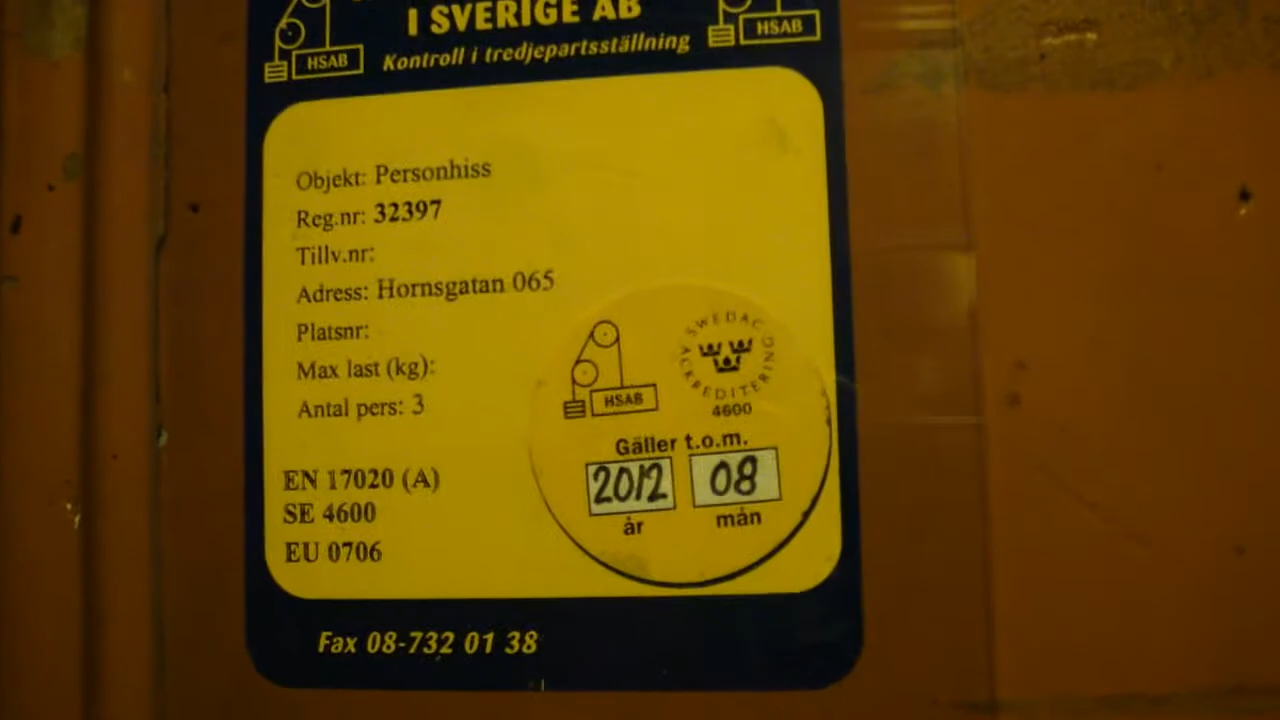 I SVERIGE AB
HSAB
Kontroll i tredjepartsställning
HSAB
Objekt: Personhiss
Reg.nr: 32397
Tillv.nr:
Adress: Hornsgatan 065
Platsnr:
Max last (kg):
Antal pers: 3
EN 17020 (A)
SE 4600
EU 0706
HSAB
SWEDAC ACKREDITERING
4600
Gäller t.o.m.
2012 08
år mån
Fax 08-732 01 38